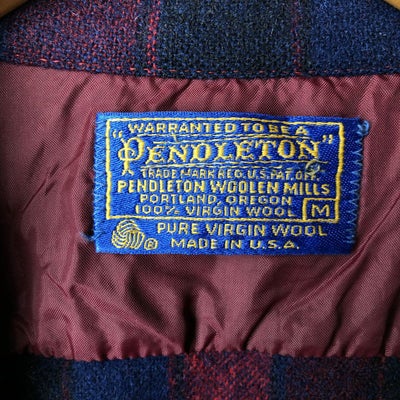 WARRANTED TO BE A
"PENDLETON"
TRADE MARK REG. U.S. PAT. OFF.
PENDLETON WOOLEN MILLS
PORTLAND, OREGON
100% VIRGIN WOOL M
® PURE VIRGIN WOOL
MADE IN U.S.A.